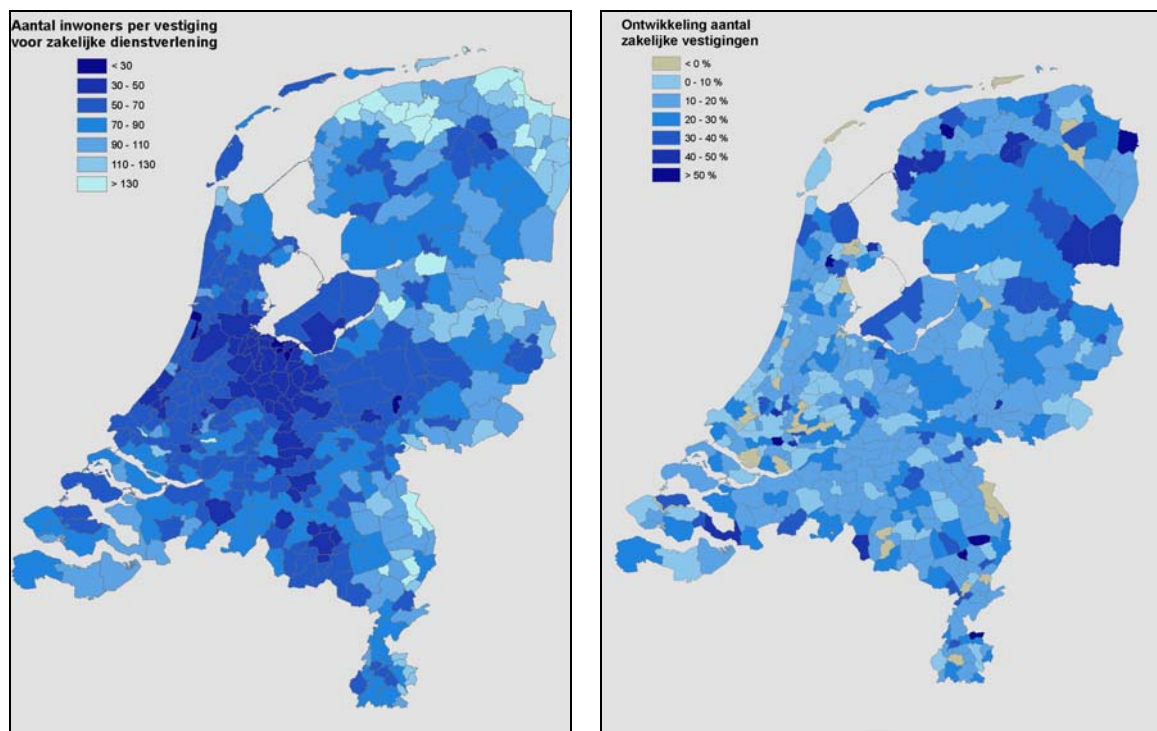 Aantal inwoners per vestiging
voor zakelijke dienstverlening
< 30
30 - 50
50 - 70
70 - 90
90 - 110
110 - 130
> 130
Ontwikkeling aantal
zakelijke vestigingen
< 0 %
0 - 10 %
10 - 20 %
20 - 30 %
30 - 40 %
40 - 50 %
> 50 %